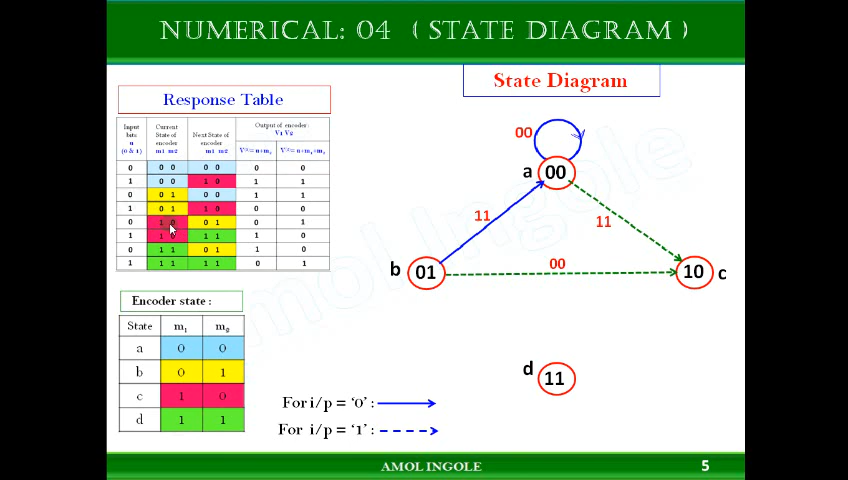 NUMERICAL: 04 ( STATE DIAGRAM )
State Diagram
Response Table
Input bits u (0 & 1) Current State of encoder m1 m2 Next State of encoder m1 m2 Output of encoder: V1 V2
0 0 0 0 0 0 0
1 0 0 1 0 1 1
0 0 1 0 0 1 1
1 0 1 1 0 0 0
0 1 0 0 1 0 1
1 1 0 1 1 1 0
0 1 1 0 1 1 0
1 1 1 1 1 0 1
Encoder state :
State m1 m2
a 0 0
b 0 1
c 1 0
d 1 1
00
a 00
11
11
b 01
00
10 c
d 11
For i/p = '0' :
For i/p = '1' :
Amol Ingole
AMOL INGOLE
5